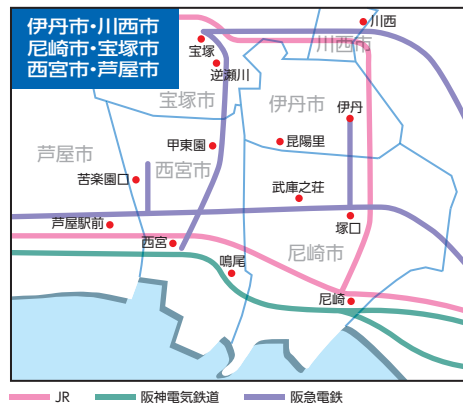 伊丹市・川西市
尼崎市・宝塚市
西宮市・芦屋市
川西
川西市
宝塚
逆瀬川
宝塚市
伊丹市
伊丹
甲東園
昆陽里
芦屋市
西宮市
苦楽園口
武庫之荘
芦屋駅前
塚口
西宮
尼崎市
鳴尾
尼崎
JR
阪神電気鉄道
阪急電鉄